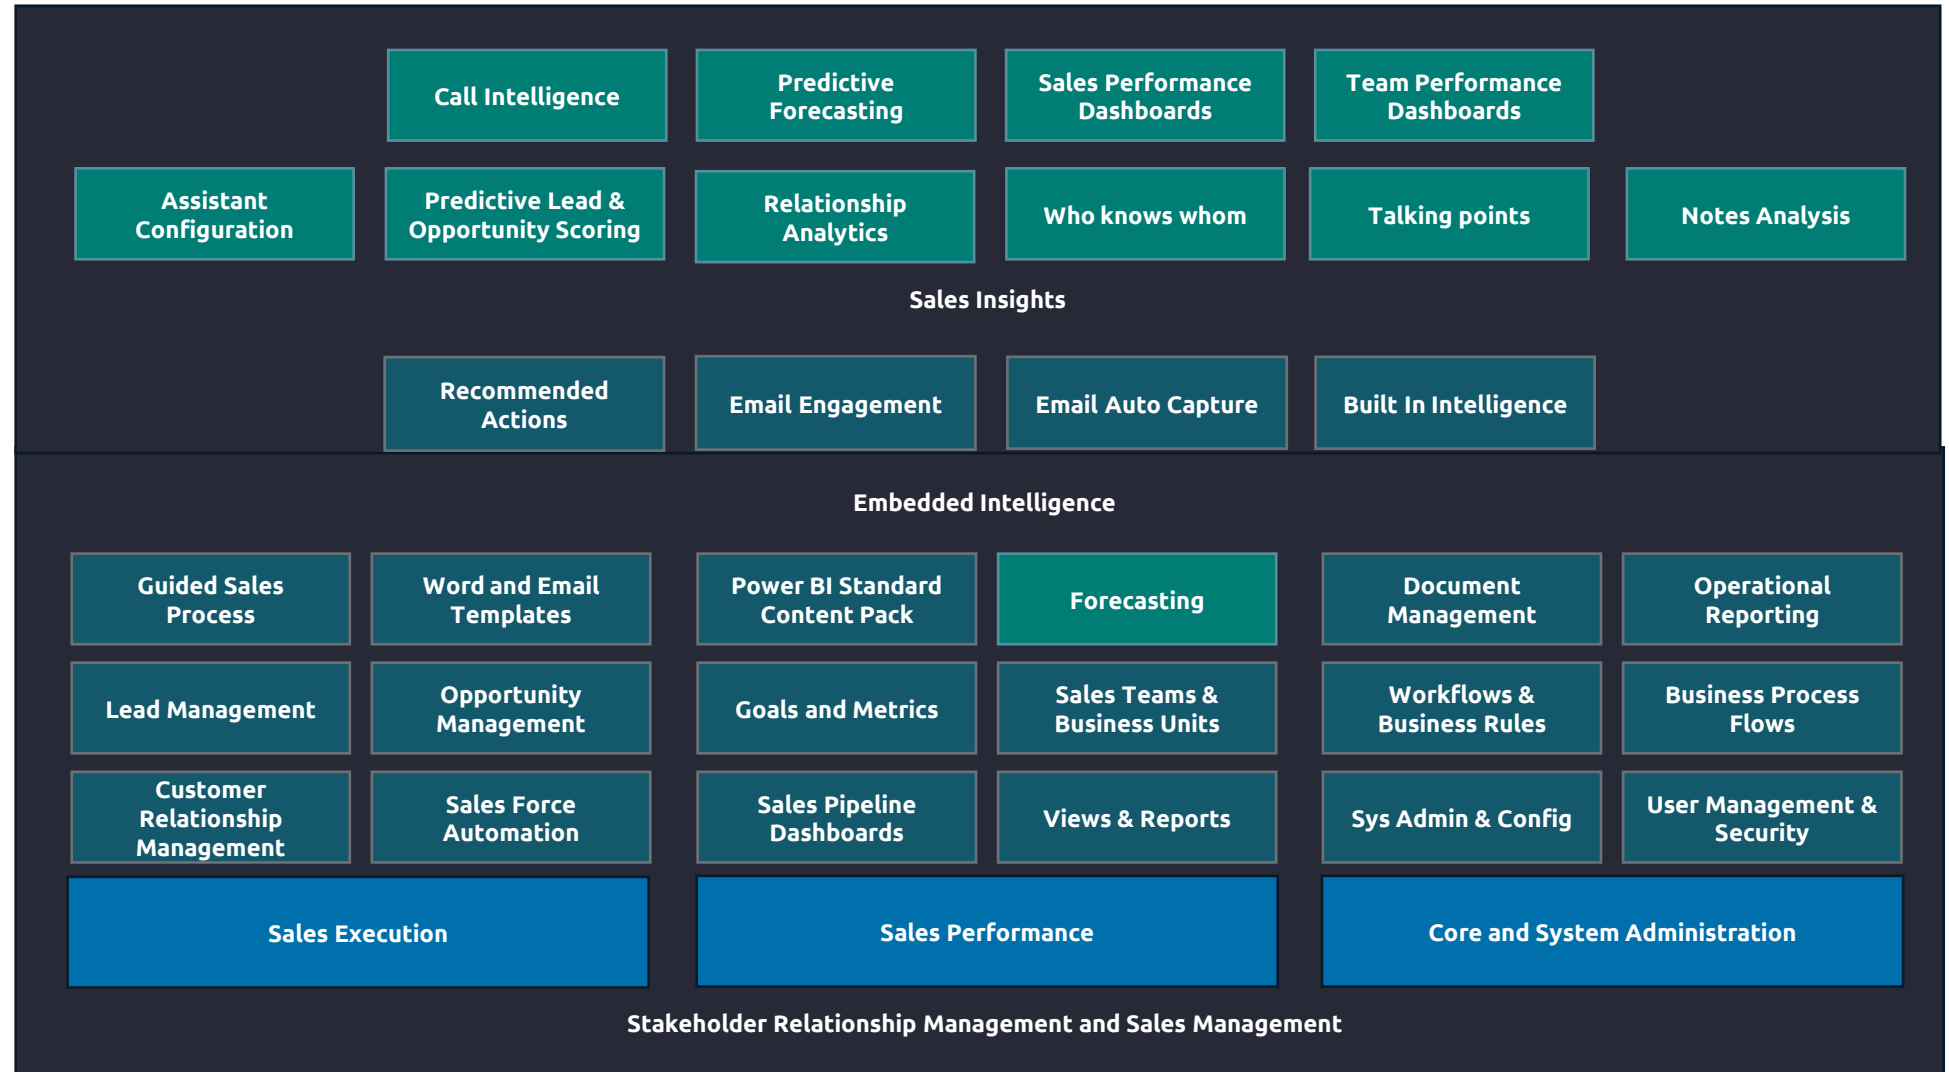 Call Intelligence
Predictive
Forecasting
Sales Performance
Dashboards
Team Performance
Dashboards
Assistant
Configuration
Predictive Lead &
Opportunity Scoring
Relationship
Analytics
Who knows whom
Talking points
Notes Analysis
Sales Insights
Recommended
Actions
Email Engagement
Email Auto Capture
Built In Intelligence
Embedded Intelligence
Guided Sales
Process
Word and Email
Templates
Power BI Standard
Content Pack
Forecasting
Document
Management
Operational
Reporting
Lead Management
Opportunity
Management
Goals and Metrics
Sales Teams &
Business Units
Workflows &
Business Rules
Business Process
Flows
Customer
Relationship
Management
Sales Force
Automation
Sales Pipeline
Dashboards
Views & Reports
Sys Admin & Config
User Management &
Security
Sales Execution
Sales Performance
Core and System Administration
Stakeholder Relationship Management and Sales Management